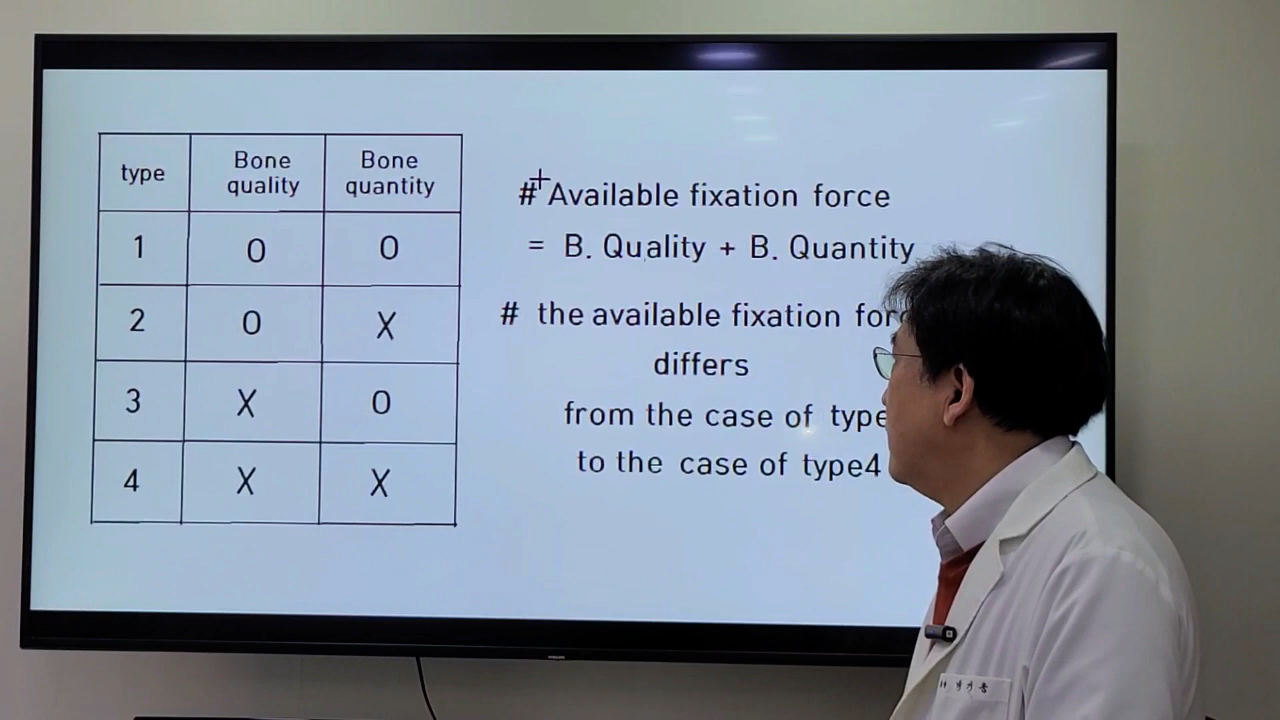 type Bone quality Bone quantity
1 O O
2 O X
3 X O
4 X X
# Available fixation force
= B. Quality + B. Quantity
# the available fixation
differs
from the case of type
to the case of type4